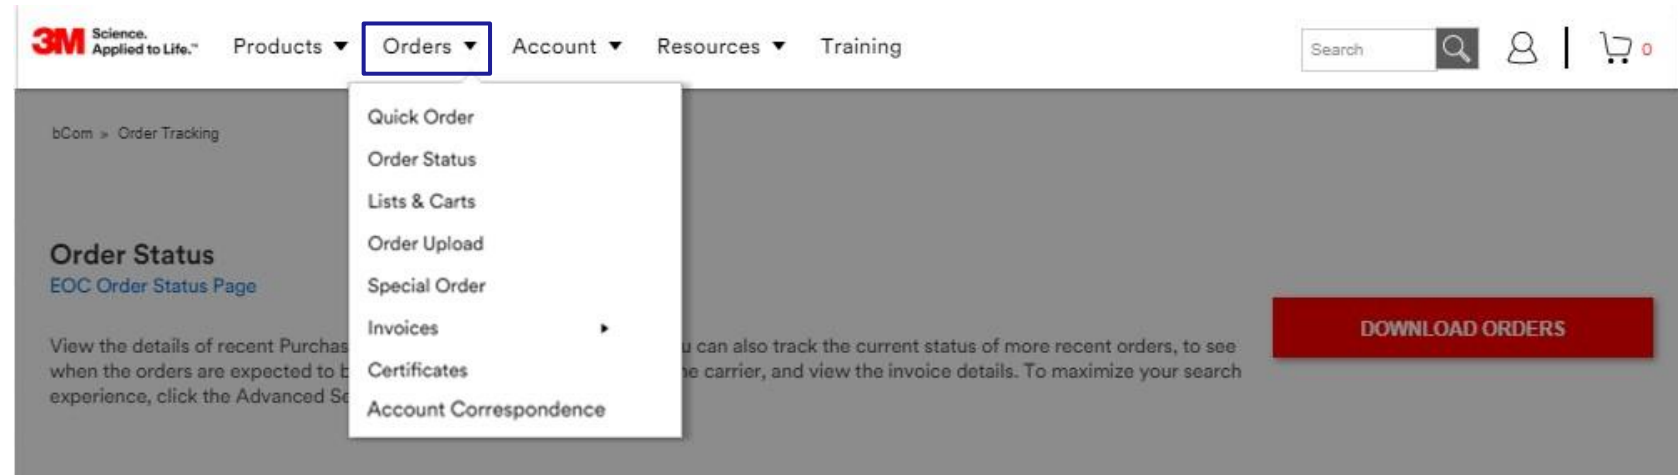 3M Science.
Applied to Life.™
Products ▼ Orders ▼ Account ▼ Resources ▼ Training
Search
0
Quick Order
Order Status
Lists & Carts
Order Upload
Special Order
Invoices
Certificates
Account Correspondence
bCom » Order Tracking
Order Status
EOC Order Status Page
View the details of recent u can also track the current status of more recent orders, to see
when the orders are expected to carrier, and view the invoice details. To maximize your search
experience, click the Advanced
DOWNLOAD ORDERS